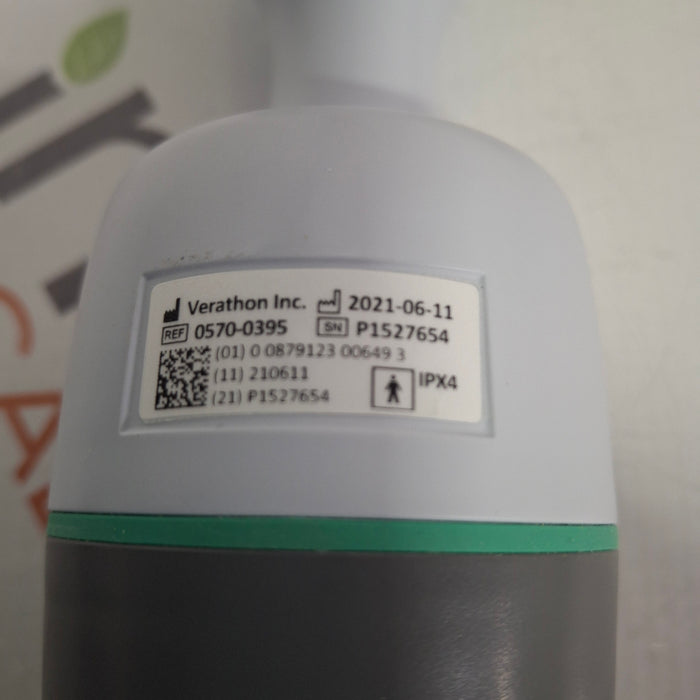 Verathon Inc. 2021-06-11
REF 0570-0395 SN P1527654
(01) 0 0879123 00649 3
(11) 210611
(21) P1527654
IPX4